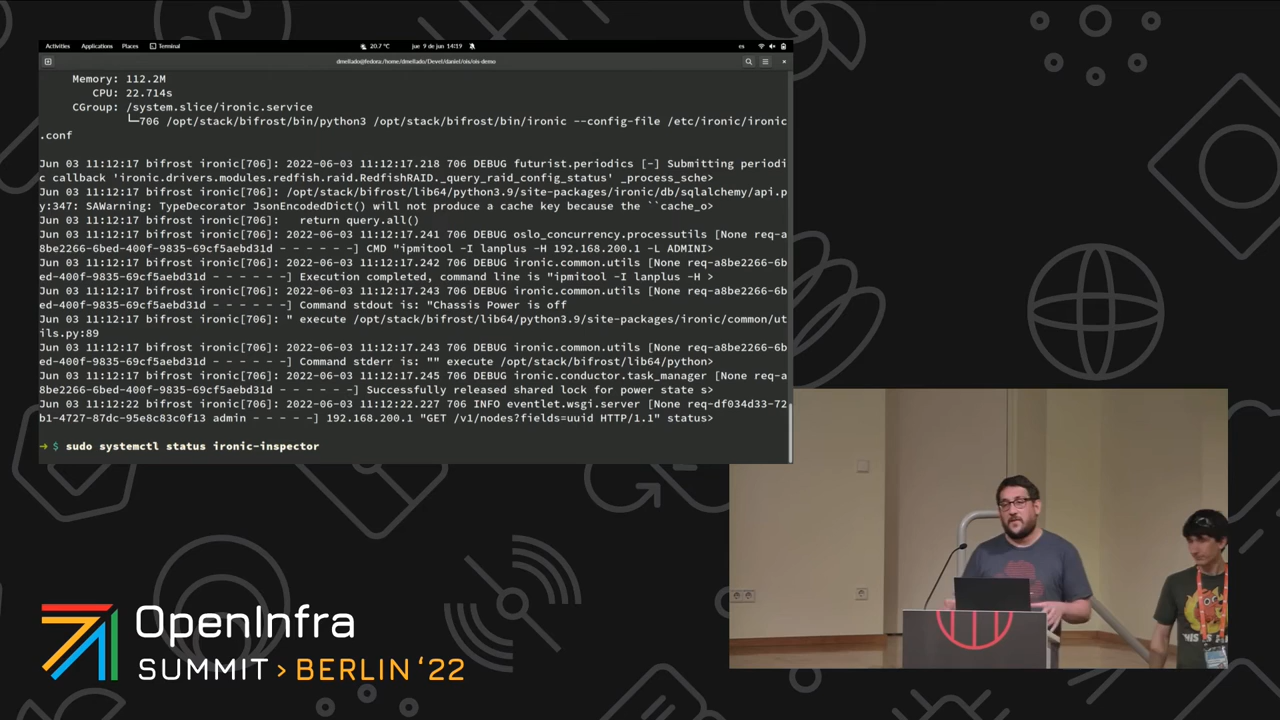 Activities Applications Places Terminal 20.7 °C jue 9 de jun 14:19 es
dmellado@fedora:/home/dmellado/Devel/daniel/ois/ois-demo
Memory: 112.2M
CPU: 22.714s
CGroup: /system.slice/ironic.service
└─706 /opt/stack/bifrost/bin/python3 /opt/stack/bifrost/bin/ironic --config-file /etc/ironic/ironic
.conf
Jun 03 11:12:17 bifrost ironic[706]: 2022-06-03 11:12:17.218 706 DEBUG futurist.periodics [-] Submitting periodi
c callback 'ironic.drivers.modules.redfish.raid.RedfishRAID._query_raid_config_status' _process_sche>
Jun 03 11:12:17 bifrost ironic[706]: /opt/stack/bifrost/lib64/python3.9/site-packages/ironic/db/sqlalchemy/api.p
y:347: SAWarning: TypeDecorator JsonEncodedDict() will not produce a cache key because the ``cache_o>
Jun 03 11:12:17 bifrost ironic[706]:   return query.all()
Jun 03 11:12:17 bifrost ironic[706]: 2022-06-03 11:12:17.241 706 DEBUG oslo_concurrency.processutils [None req-a
8be2266-6bed-400f-9835-69cf5aebd31d - - - - - -] CMD "ipmitool -I lanplus -H 192.168.200.1 -L ADMINI>
Jun 03 11:12:17 bifrost ironic[706]: 2022-06-03 11:12:17.242 706 DEBUG ironic.common.utils [None req-a8be2266-6b
ed-400f-9835-69cf5aebd31d - - - - - -] Execution completed, command line is "ipmitool -I lanplus -H >
Jun 03 11:12:17 bifrost ironic[706]: 2022-06-03 11:12:17.243 706 DEBUG ironic.common.utils [None req-a8be2266-6b
ed-400f-9835-69cf5aebd31d - - - - - -] Command stdout is: "Chassis Power is off
Jun 03 11:12:17 bifrost ironic[706]: " execute /opt/stack/bifrost/lib64/python3.9/site-packages/ironic/common/ut
ils.py:89
Jun 03 11:12:17 bifrost ironic[706]: 2022-06-03 11:12:17.243 706 DEBUG ironic.common.utils [None req-a8be2266-6b
ed-400f-9835-69cf5aebd31d - - - - - -] Command stderr is: "" execute /opt/stack/bifrost/lib64/python>
Jun 03 11:12:17 bifrost ironic[706]: 2022-06-03 11:12:17.245 706 DEBUG ironic.conductor.task_manager [None req-a
8be2266-6bed-400f-9835-69cf5aebd31d - - - - - -] Successfully released shared lock for power state s>
Jun 03 11:12:22 bifrost ironic[706]: 2022-06-03 11:12:22.227 706 INFO eventlet.wsgi.server [None req-df034d33-72
b1-4727-87dc-95e8c83c0f13 admin - - - - -] 192.168.200.1 "GET /v1/nodes?fields=uuid HTTP/1.1" status>
→ $ sudo systemctl status ironic-inspector
OpenInfra
SUMMIT > BERLIN '22